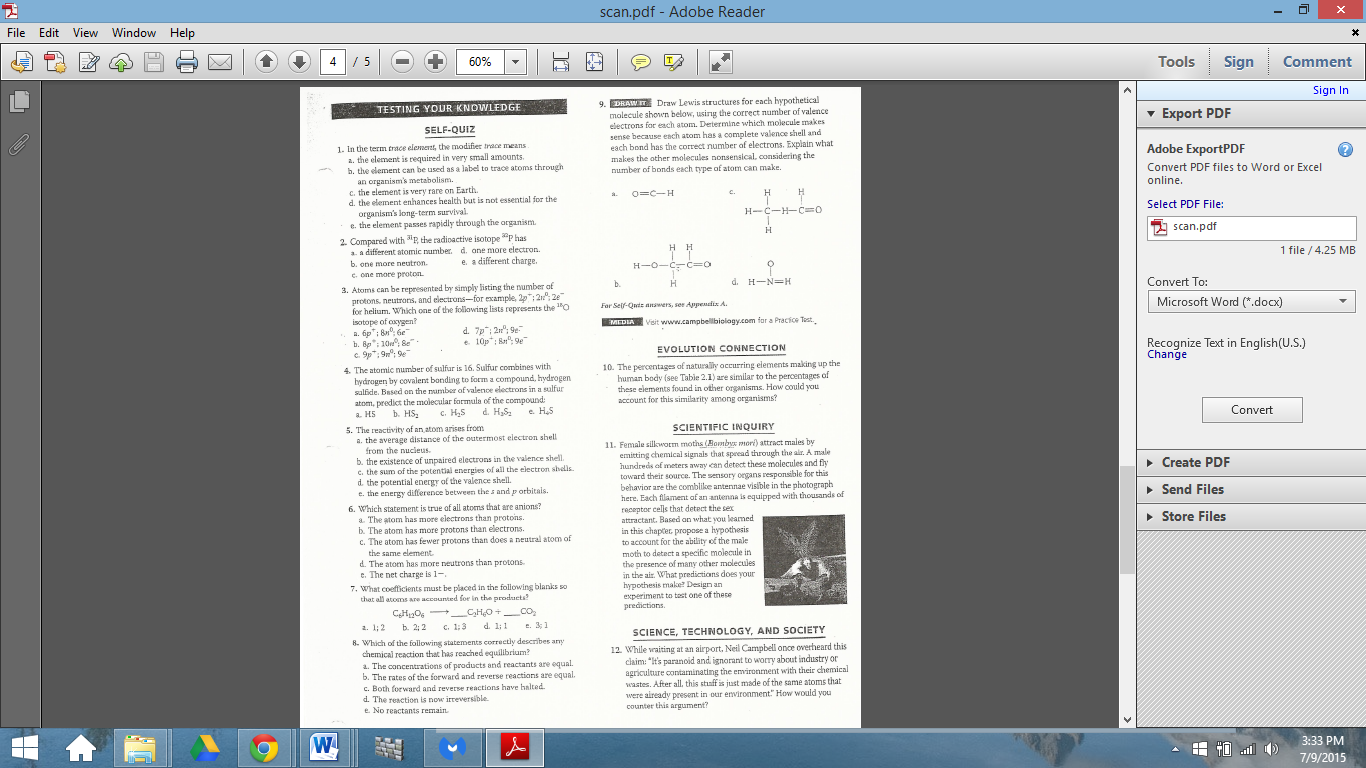 scan.pdf - Adobe Reader
File Edit View Window Help
4 / 5
60%
Tools Sign Comment
TESTING YOUR KNOWLEDGE
SELF-QUIZ
1. In the term trace element, the modifier trace means
a. the element is required in very small amounts.
b. the element can be used as a label to trace atoms through
an organism's metabolism.
c. the element is very rare on Earth.
d. the element enhances health but is not essential for the
organism's long-term survival.
e. the element passes rapidly through the organism.
2. Compared with ³¹P, the radioactive isotope ³²P has
a. a different atomic number. d. one more electron.
b. one more neutron. e. a different charge.
c. one more proton.
3. Atoms can be represented by simply listing the number of
protons, neutrons, and electrons—for example, 2p⁺; 2n⁰; 2e⁻
for helium. Which one of the following lists represents the ¹⁸O
isotope of oxygen?
a. 6p⁺; 8n⁰; 6e⁻ d. 7p⁺; 2n⁰; 9e⁻
b. 8p⁺; 10n⁰; 8e⁻ e. 10p⁺; 8n⁰; 9e⁻
c. 9p⁺; 9n⁰; 9e⁻
4. The atomic number of sulfur is 16. Sulfur combines with
hydrogen by covalent bonding to form a compound, hydrogen
sulfide. Based on the number of valence electrons in a sulfur
atom, predict the molecular formula of the compound:
a. HS b. HS₂ c. H₂S d. H₃S₂ e. H₄S
5. The reactivity of an atom arises from
a. the average distance of the outermost electron shell
from the nucleus.
b. the existence of unpaired electrons in the valence shell.
c. the sum of the potential energies of all the electron shells.
d. the potential energy of the valence shell.
e. the energy difference between the s and p orbitals.
6. Which statement is true of all atoms that are anions?
a. The atom has more electrons than protons.
b. The atom has more protons than electrons.
c. The atom has fewer protons than does a neutral atom of
the same element.
d. The atom has more neutrons than protons.
e. The net charge is 1−.
7. What coefficients must be placed in the following blanks so
that all atoms are accounted for in the products?
C₆H₁₂O₆ ⟶ ___C₂H₆O + ___CO₂
a. 1; 2 b. 2; 2 c. 1; 3 d. 1; 1 e. 3; 1
8. Which of the following statements correctly describes any
chemical reaction that has reached equilibrium?
a. The concentrations of products and reactants are equal.
b. The rates of the forward and reverse reactions are equal.
c. Both forward and reverse reactions have halted.
d. The reaction is now irreversible.
e. No reactants remain.
9. DRAW IT Draw Lewis structures for each hypothetical
molecule shown below, using the correct number of valence
electrons for each atom. Determine which molecule makes
sense because each atom has a complete valence shell and
each bond has the correct number of electrons. Explain what
makes the other molecules nonsensical, considering the
number of bonds each type of atom can make.
a. O=C—H c. H H
H—C—H—C=O
H
H H
H—O—C—C=O
b. H
O
d. H—N=H
For Self-Quiz answers, see Appendix A.
MEDIA Visit www.campbellbiology.com for a Practice Test.
EVOLUTION CONNECTION
10. The percentages of naturally occurring elements making up the
human body (see Table 2.1) are similar to the percentages of
these elements found in other organisms. How could you
account for this similarity among organisms?
SCIENTIFIC INQUIRY
11. Female silkworm moths (Bombyx mori) attract males by
emitting chemical signals that spread through the air. A male
hundreds of meters away can detect these molecules and fly
toward their source. The sensory organs responsible for this
behavior are the comblike antennae visible in the photograph
here. Each filament of an antenna is equipped with thousands of
receptor cells that detect the sex
attractant. Based on what you learned
in this chapter, propose a hypothesis
to account for the ability of the male
moth to detect a specific molecule in
the presence of many other molecules
in the air. What predictions does your
hypothesis make? Design an
experiment to test one of these
predictions.
SCIENCE, TECHNOLOGY, AND SOCIETY
12. While waiting at an airport, Neil Campbell once overheard this
claim: "It's paranoid and ignorant to worry about industry or
agriculture contaminating the environment with their chemical
wastes. After all, this stuff is just made of the same atoms that
were already present in our environment." How would you
counter this argument?
Sign In
Export PDF
Adobe ExportPDF
Convert PDF files to Word or Excel
online.
Select PDF File:
scan.pdf
1 file / 4.25 MB
Convert To:
Microsoft Word (*.docx)
Recognize Text in English(U.S.)
Change
Convert
Create PDF
Send Files
Store Files
3:33 PM
7/9/2015